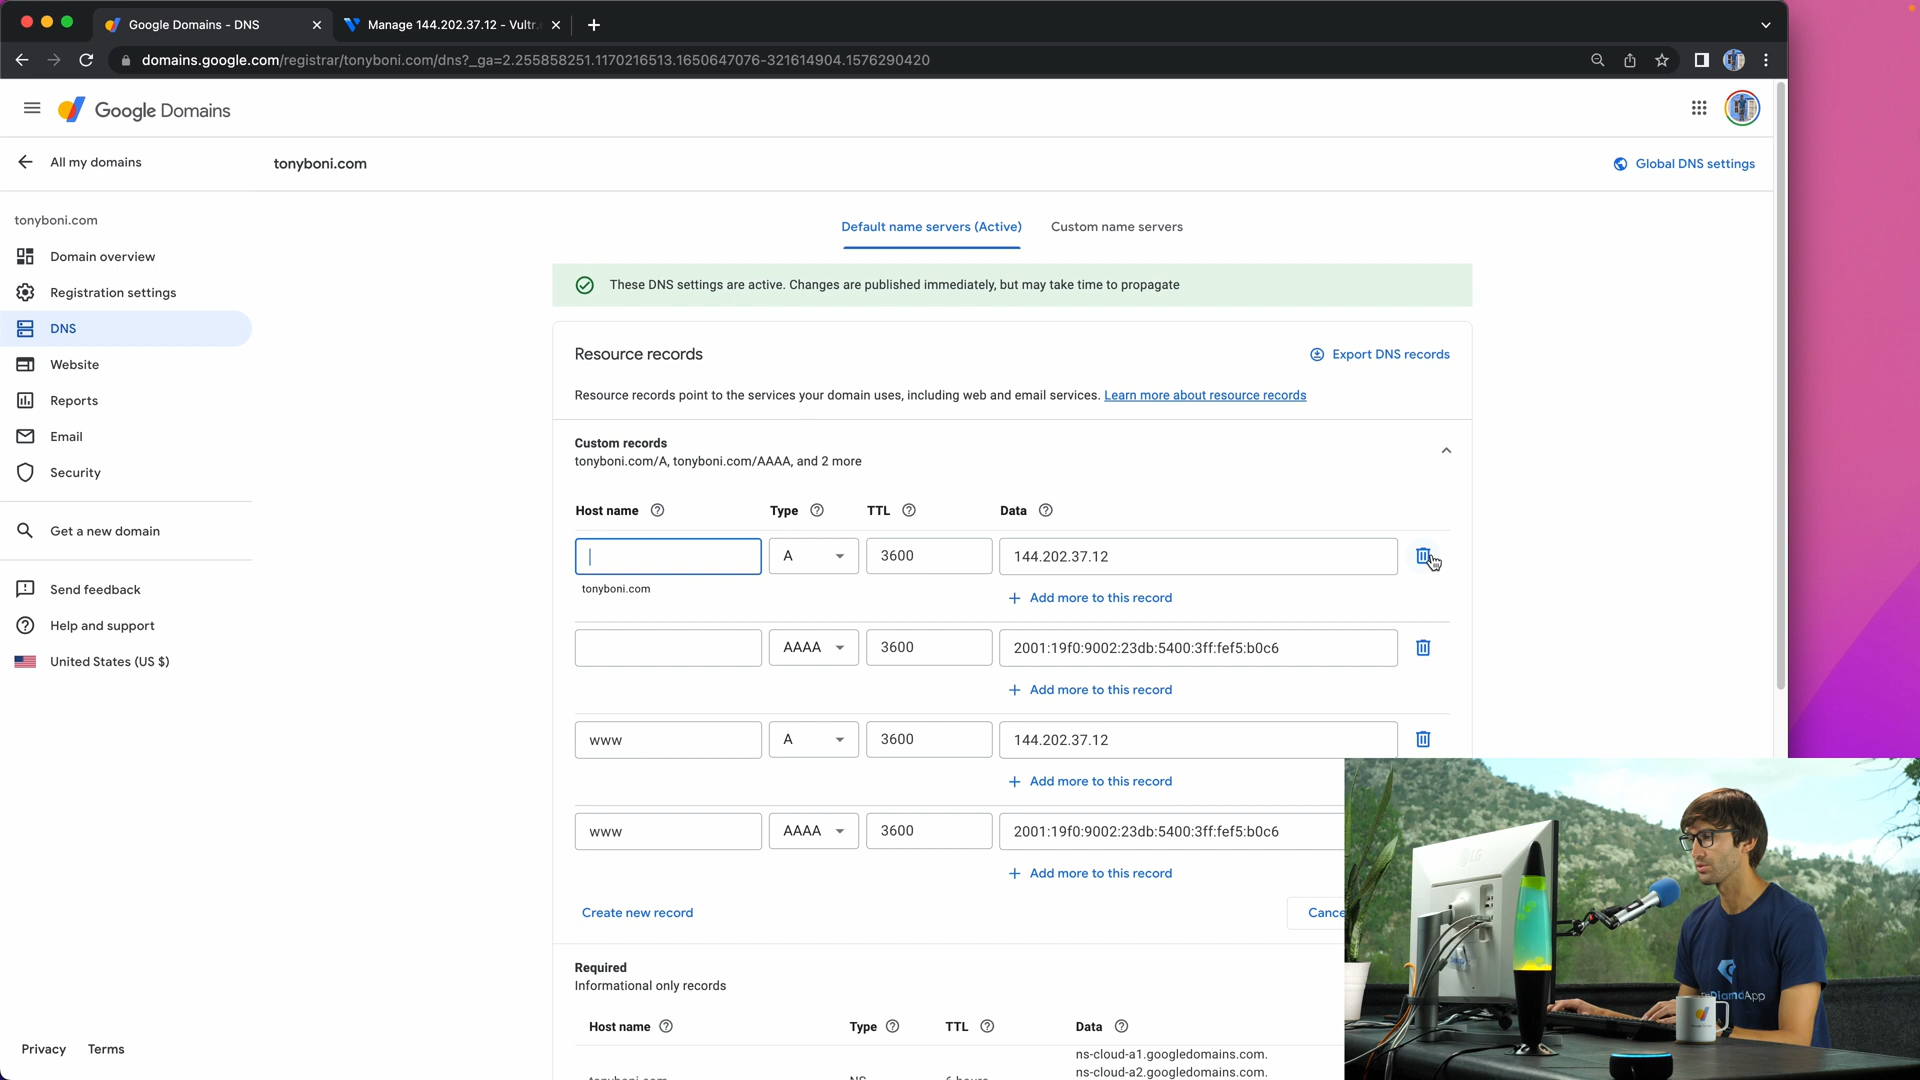 Google Domains - DNS
Manage 144.202.37.12 - Vultr.
domains.google.com/registrar/tonyboni.com/dns?_ga=2.255858251.1170216513.1650647076-321614904.1576290420
Google Domains
All my domains
tonyboni.com
Global DNS settings
tonyboni.com
Domain overview
Registration settings
DNS
Website
Reports
Email
Security
Get a new domain
Send feedback
Help and support
United States (US $)
Privacy Terms
Default name servers (Active) Custom name servers
These DNS settings are active. Changes are published immediately, but may take time to propagate
Resource records
Export DNS records
Resource records point to the services your domain uses, including web and email services. Learn more about resource records
Custom records
tonyboni.com/A, tonyboni.com/AAAA, and 2 more
Host name Type TTL Data
A 3600 144.202.37.12
tonyboni.com
+ Add more to this record
AAAA 3600 2001:19f0:9002:23db:5400:3ff:fef5:b0c6
+ Add more to this record
www A 3600 144.202.37.12
+ Add more to this record
www AAAA 3600 2001:19f0:9002:23db:5400:3ff:fef5:b0c6
+ Add more to this record
Create new record
Cance
Required
Informational only records
Host name Type TTL Data
ns-cloud-a1.googledomains.com.
tonyboni.com NS 6 hours ns-cloud-a2.googledomains.com.
LG